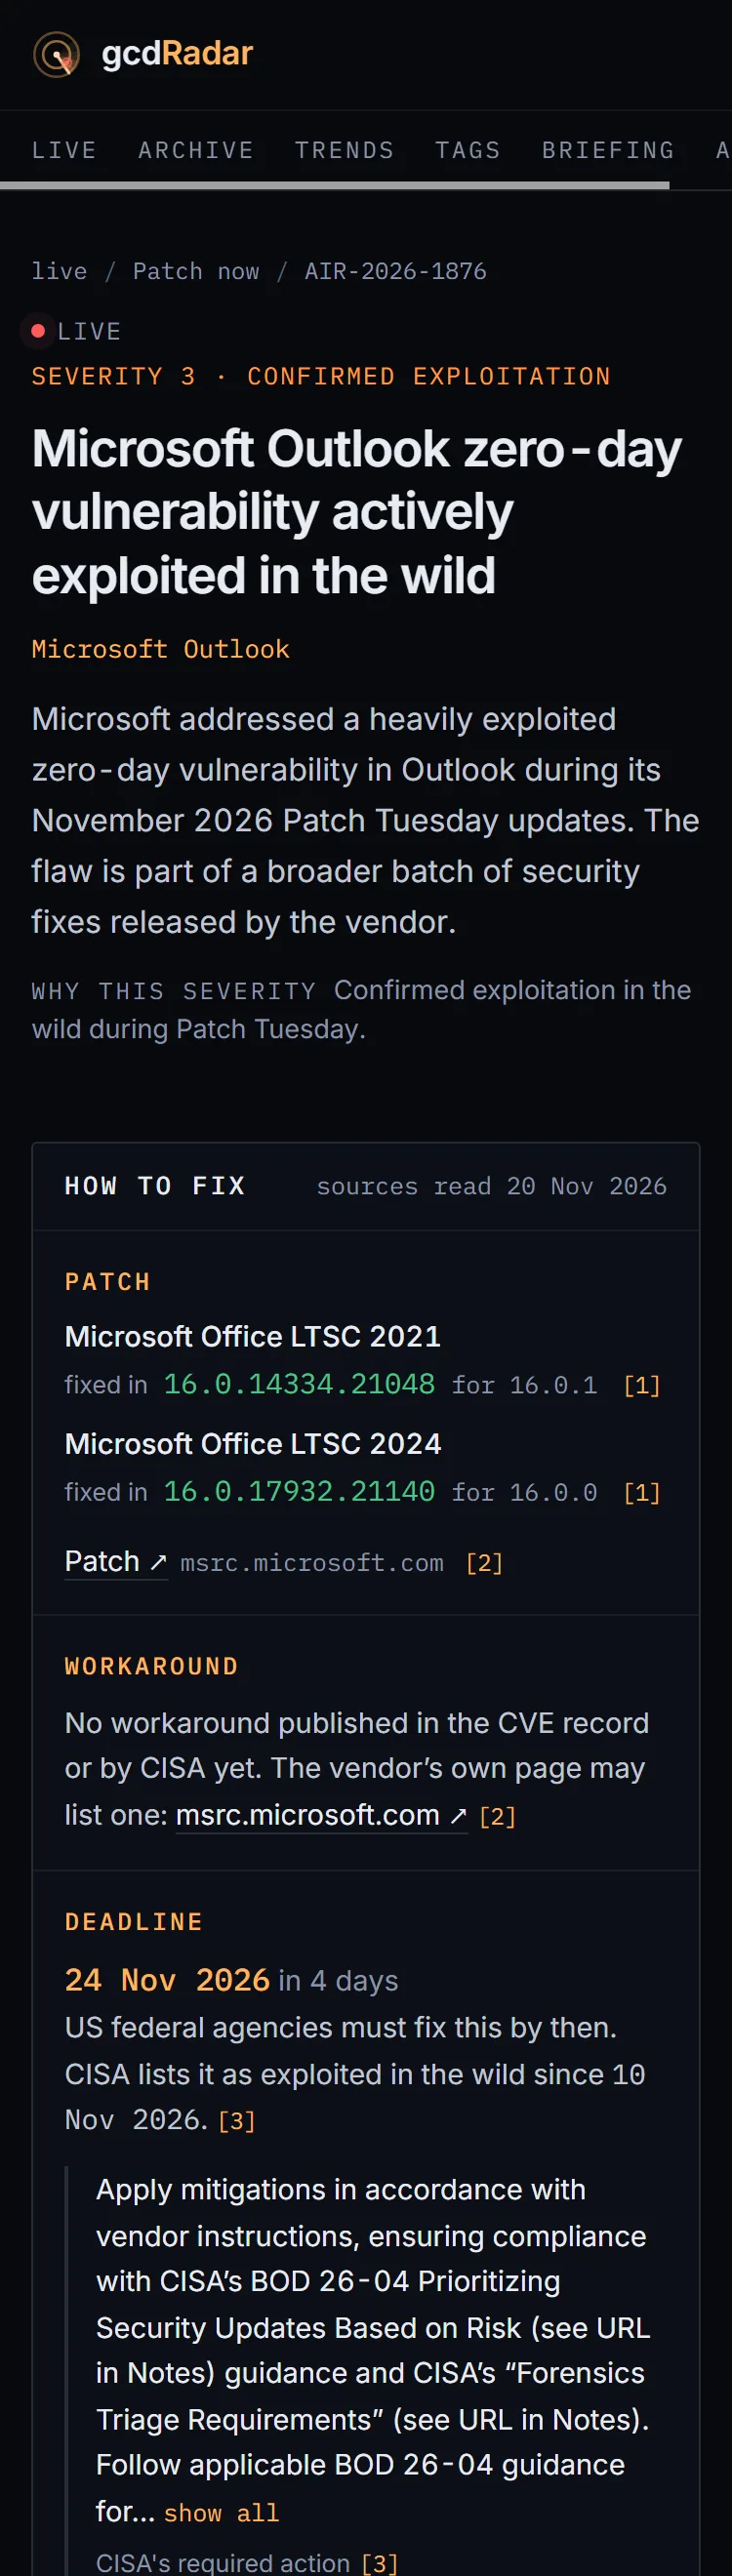 gcdRadar
LIVE ARCHIVE TRENDS TAGS BRIEFING A
live / Patch now / AIR-2026-1876
LIVE
SEVERITY 3 · CONFIRMED EXPLOITATION
Microsoft Outlook zero-day
vulnerability actively
exploited in the wild
Microsoft Outlook
Microsoft addressed a heavily exploited
zero-day vulnerability in Outlook during its
November 2026 Patch Tuesday updates. The
flaw is part of a broader batch of security
fixes released by the vendor.
WHY THIS SEVERITY Confirmed exploitation in the
wild during Patch Tuesday.
HOW TO FIX sources read 20 Nov 2026
PATCH
Microsoft Office LTSC 2021
fixed in 16.0.14334.21048 for 16.0.1 [1]
Microsoft Office LTSC 2024
fixed in 16.0.17932.21140 for 16.0.0 [1]
Patch ↗ msrc.microsoft.com [2]
WORKAROUND
No workaround published in the CVE record
or by CISA yet. The vendor’s own page may
list one: msrc.microsoft.com ↗ [2]
DEADLINE
24 Nov 2026 in 4 days
US federal agencies must fix this by then.
CISA lists it as exploited in the wild since 10
Nov 2026. [3]
Apply mitigations in accordance with
vendor instructions, ensuring compliance
with CISA’s BOD 26-04 Prioritizing
Security Updates Based on Risk (see URL
in Notes) guidance and CISA’s “Forensics
Triage Requirements” (see URL in Notes).
Follow applicable BOD 26-04 guidance
for… show all
CISA's required action [3]